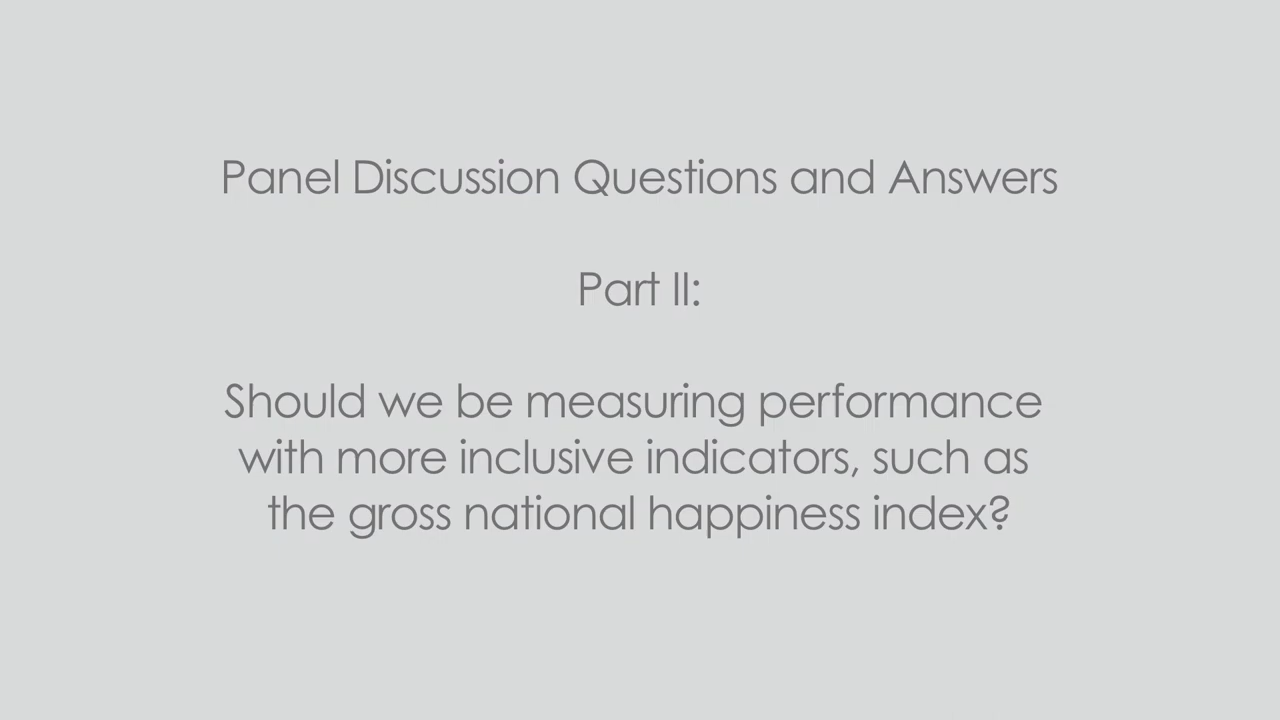 Panel Discussion Questions and Answers
Part II:
Should we be measuring performance
with more inclusive indicators, such as
the gross national happiness index?